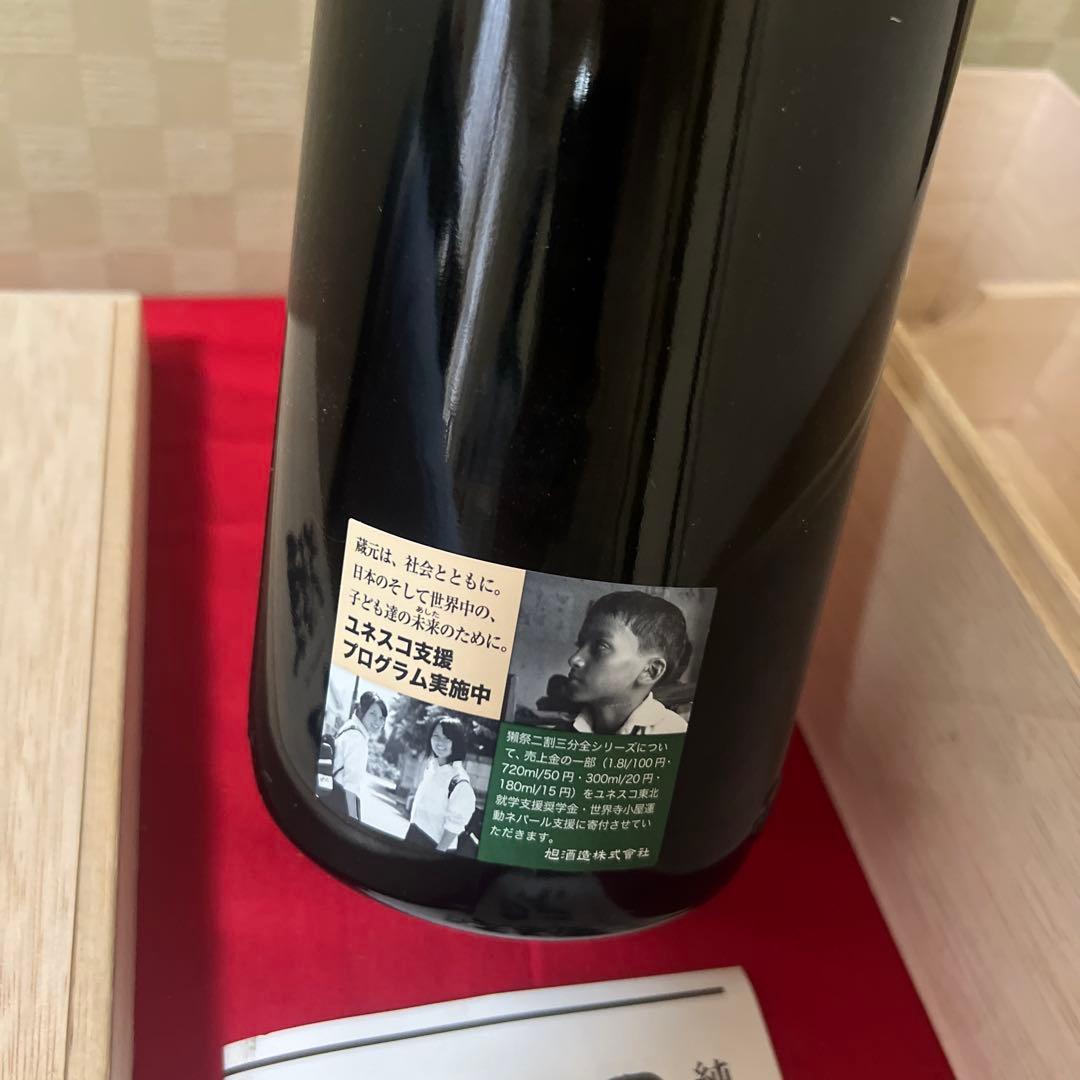 蔵元は、社会とともに。
日本のそして世界中の、
あした
子ども達の未来のために。
ユネスコ支援
プログラム実施中
獺祭二割三分全シリーズについ
て、売上金の一部（1.8l/100円・
720ml/50円・300ml/20円・
180ml/15円）をユネスコ東北
就学支援奨学金・世界寺小屋運
動ネパール支援に寄付させてい
ただきます。
旭酒造株式會社
純